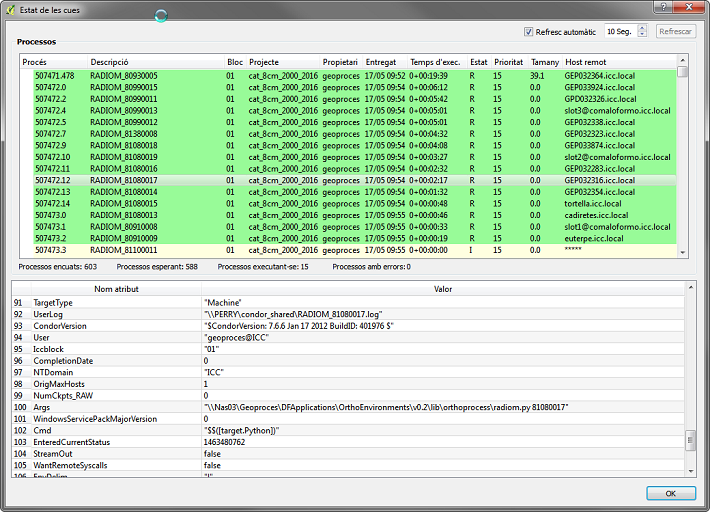 Estat de les cues
Refresc automàtic 10 Seg. Refrescar
Processos
Procés Descripció Bloc Projecte Propietari Entregat Temps d'exec. Estat Prioritat Tamany Host remot
507471.478 RADIOM_80930005 01 cat_8cm_2000_2016 geoproces 17/05 09:52 0+00:19:39 R 15 39.1 GEP032364.icc.local
507472.0 RADIOM_80990015 01 cat_8cm_2000_2016 geoproces 17/05 09:54 0+00:06:12 R 15 0.0 GEP033924.icc.local
507472.2 RADIOM_80990011 01 cat_8cm_2000_2016 geoproces 17/05 09:54 0+00:05:42 R 15 0.0 GPD032326.icc.local
507472.4 RADIOM_80990013 01 cat_8cm_2000_2016 geoproces 17/05 09:54 0+00:05:01 R 15 0.0 slot3@comaloformo.icc.local
507472.5 RADIOM_80990012 01 cat_8cm_2000_2016 geoproces 17/05 09:54 0+00:05:01 R 15 0.0 GEP032338.icc.local
507472.7 RADIOM_81380008 01 cat_8cm_2000_2016 geoproces 17/05 09:54 0+00:04:32 R 15 0.0 GEP032323.icc.local
507472.9 RADIOM_81080018 01 cat_8cm_2000_2016 geoproces 17/05 09:54 0+00:04:08 R 15 0.0 GEP033874.icc.local
507472.10 RADIOM_81080019 01 cat_8cm_2000_2016 geoproces 17/05 09:54 0+00:03:27 R 15 0.0 slot2@comaloformo.icc.local
507472.11 RADIOM_81080016 01 cat_8cm_2000_2016 geoproces 17/05 09:54 0+00:02:32 R 15 0.0 GEP032283.icc.local
507472.12 RADIOM_81080017 01 cat_8cm_2000_2016 geoproces 17/05 09:54 0+00:02:17 R 15 0.0 GEP032316.icc.local
507472.13 RADIOM_81080014 01 cat_8cm_2000_2016 geoproces 17/05 09:54 0+00:01:32 R 15 0.0 GEP032354.icc.local
507472.14 RADIOM_81080015 01 cat_8cm_2000_2016 geoproces 17/05 09:54 0+00:00:48 R 15 0.0 tortella.icc.local
507473.0 RADIOM_81080013 01 cat_8cm_2000_2016 geoproces 17/05 09:55 0+00:00:46 R 15 0.0 cadiretes.icc.local
507473.1 RADIOM_80910008 01 cat_8cm_2000_2016 geoproces 17/05 09:55 0+00:00:33 R 15 0.0 slot1@comaloformo.icc.local
507473.2 RADIOM_80910009 01 cat_8cm_2000_2016 geoproces 17/05 09:55 0+00:00:19 R 15 0.0 euterpe.icc.local
507473.3 RADIOM_81100011 01 cat_8cm_2000_2016 geoproces 17/05 09:55 0+00:00:00 I 15 0.0 *****
Processos encuats: 603 Processos esperant: 588 Processos executant-se: 15 Processos amb errors: 0
Nom atribut Valor
91 TargetType "Machine"
92 UserLog "\\PERRY\condor_shared\RADIOM_81080017.log"
93 CondorVersion "$CondorVersion: 7.6.6 Jan 17 2012 BuildID: 401976 $"
94 User "geoproces@ICC"
95 Iccblock "01"
96 CompletionDate 0
97 NTDomain "ICC"
98 OrigMaxHosts 1
99 NumCkpts_RAW 0
100 Args "\\Nas03\Geoproces\DFApplications\OrthoEnvironments\v0.2\lib\orthoprocess\radiom.py 81080017"
101 WindowsServicePackMajorVersion 0
102 Cmd "$$([target.Python])"
103 EnteredCurrentStatus 1463480762
104 StreamOut false
105 WantRemoteSyscalls false
106 EnvDelim "|"
OK